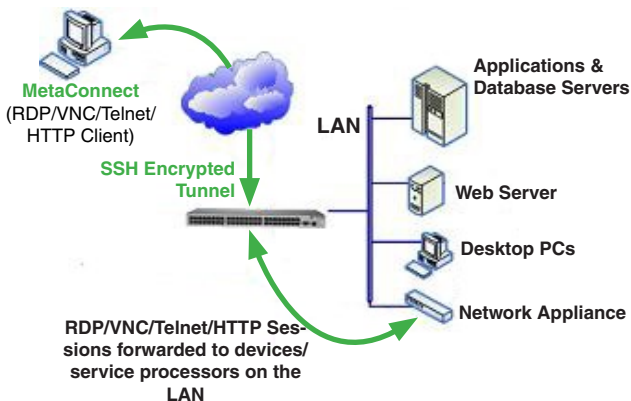 MetaConnect
(RDP/VNC/Telnet/
HTTP Client)
SSH Encrypted
Tunnel
LAN
Applications &
Database Servers
Web Server
Desktop PCs
Network Appliance
RDP/VNC/Telnet/HTTP Ses-
sions forwarded to devices/
service processors on the
LAN